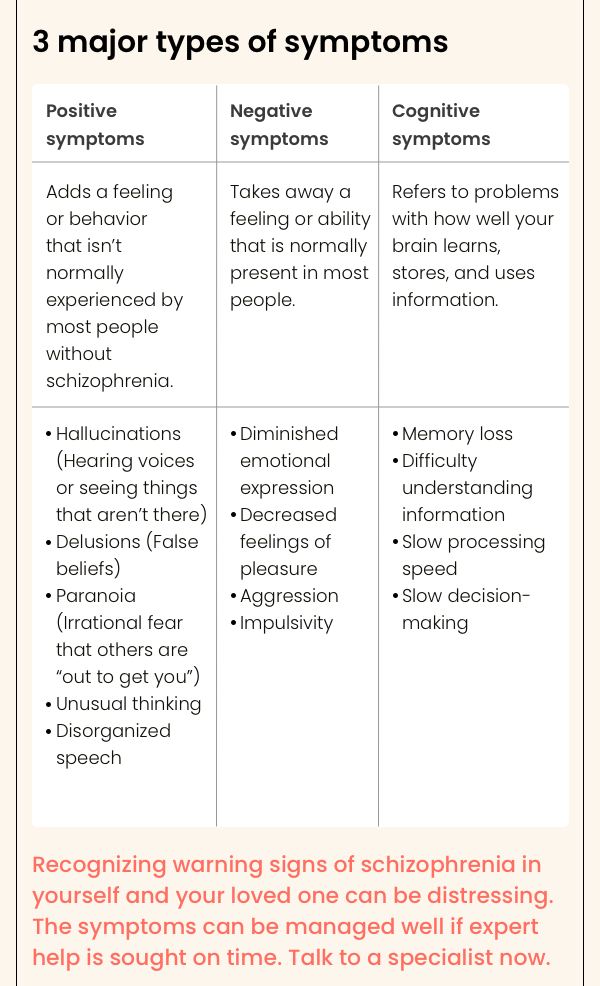 3 major types of symptoms
Positive
symptoms
Negative
symptoms
Cognitive
symptoms
Adds a feeling
or behavior
that isn’t
normally
experienced by
most people
without
schizophrenia.
Takes away a
feeling or ability
that is normally
present in most
people.
Refers to problems
with how well your
brain learns,
stores, and uses
information.
• Hallucinations
(Hearing voices
or seeing things
that aren’t there)
• Delusions (False
beliefs)
• Paranoia
(Irrational fear
that others are
“out to get you”)
• Unusual thinking
• Disorganized
speech
• Diminished
emotional
expression
• Decreased
feelings of
pleasure
• Aggression
• Impulsivity
• Memory loss
• Difficulty
understanding
information
• Slow processing
speed
• Slow decision-
making
Recognizing warning signs of schizophrenia in
yourself and your loved one can be distressing.
The symptoms can be managed well if expert
help is sought on time. Talk to a specialist now.